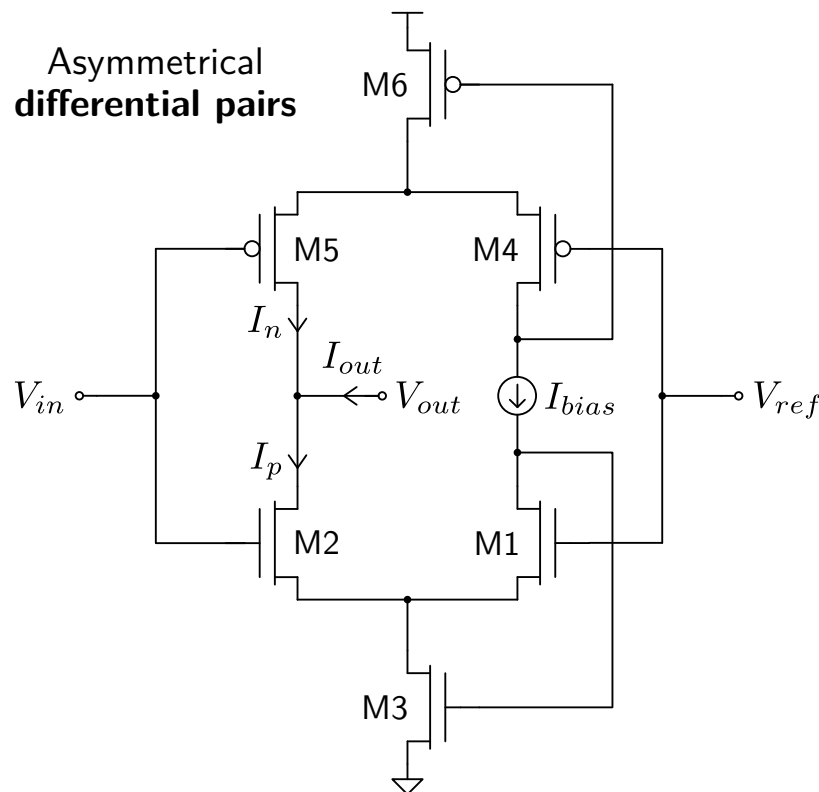 Asymmetrical
differential pairs
M6
M5
M4
I_n
I_out
V_in
V_out
I_bias
V_ref
I_p
M2
M1
M3